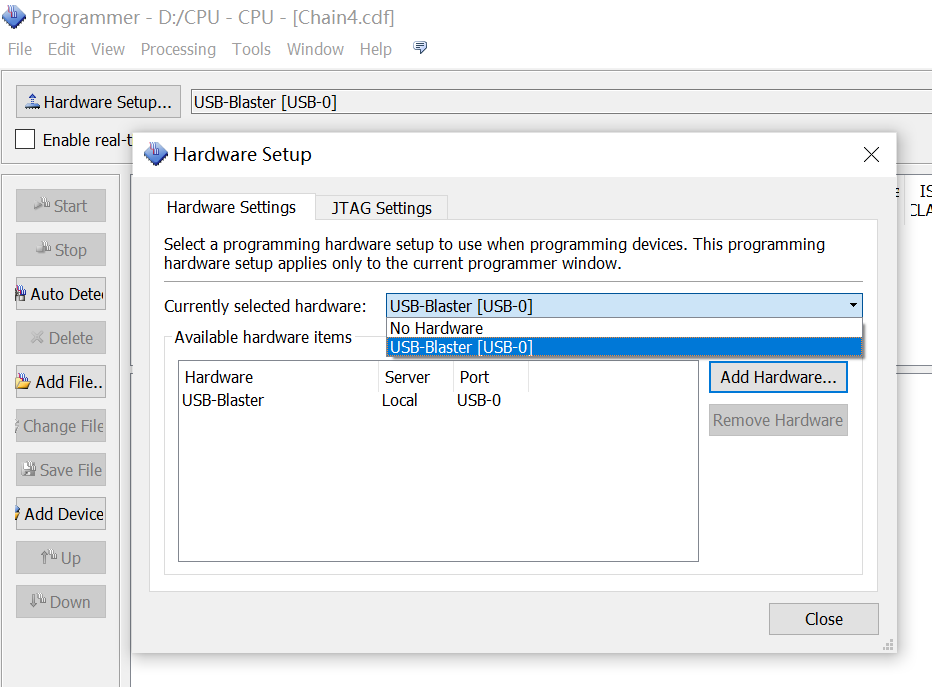 Programmer - D:/CPU - CPU - [Chain4.cdf]
File Edit View Processing Tools Window Help
Hardware Setup... USB-Blaster [USB-0]
Enable real-t
Hardware Setup
Start
Stop
Auto Dete
Delete
Add File..
Change File
Save File
Add Device
Up
Down
Hardware Settings JTAG Settings
Select a programming hardware setup to use when programming devices. This programming
hardware setup applies only to the current programmer window.
Currently selected hardware: USB-Blaster [USB-0]
No Hardware
USB-Blaster [USB-0]
Available hardware items
Hardware Server Port
USB-Blaster Local USB-0
Add Hardware...
Remove Hardware
Close
IS
CLA